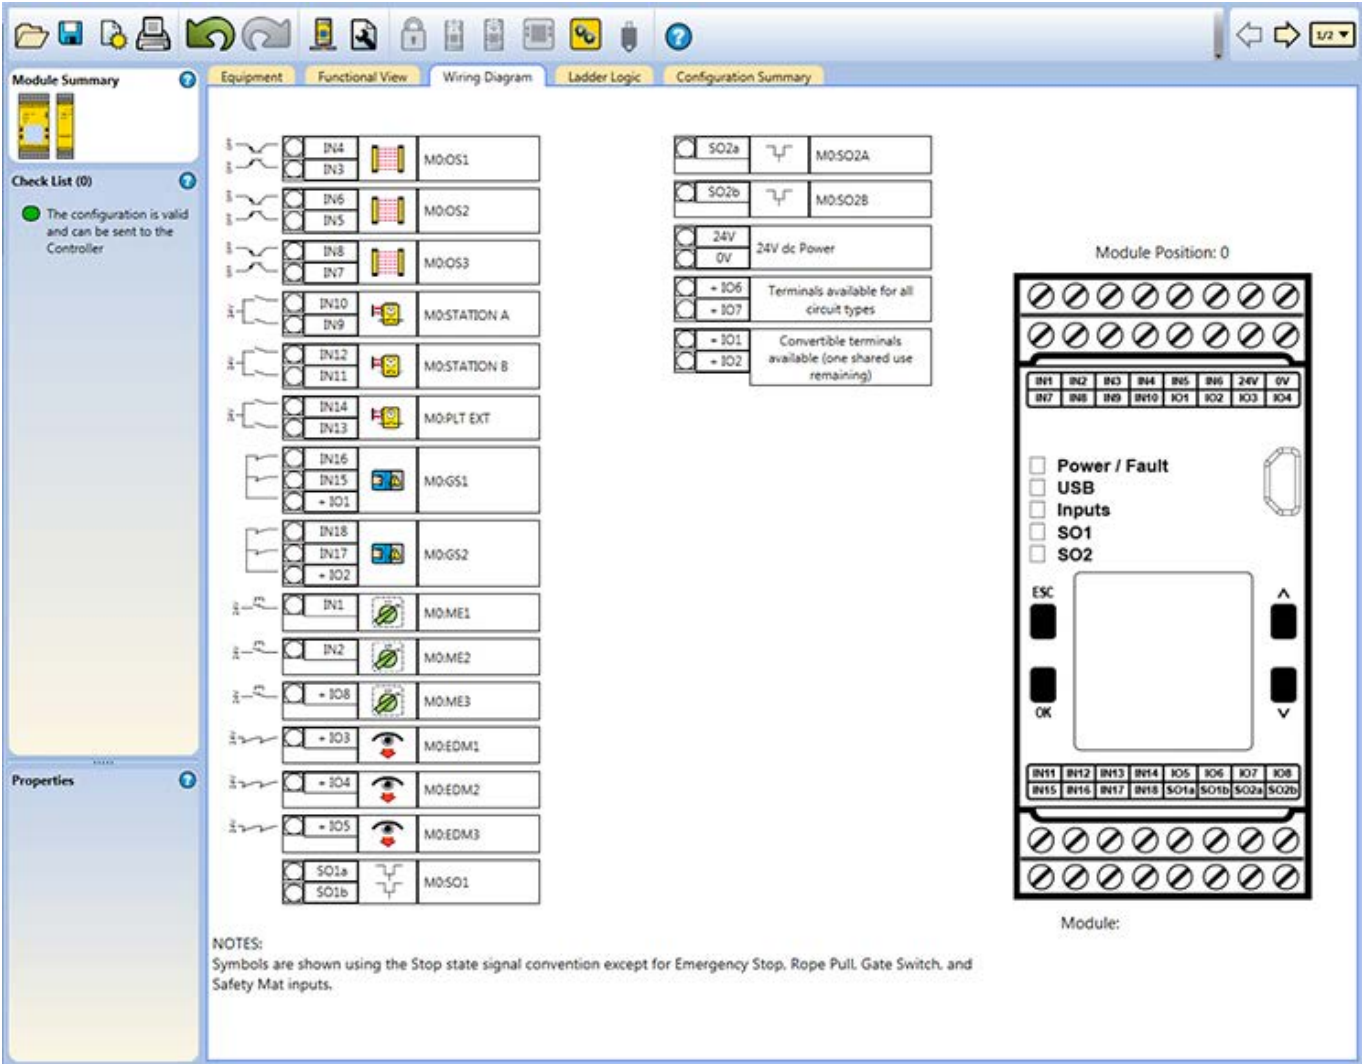 1/2
Module Summary
Equipment
Functional View
Wiring Diagram
Ladder Logic
Configuration Summary
Check List (0)
The configuration is valid
and can be sent to the
Controller
Properties
IN4
IN3
M0:OS1
IN6
IN5
M0:OS2
IN8
IN7
M0:OS3
IN10
IN9
M0:STATION A
IN12
IN11
M0:STATION B
IN14
IN13
M0:PLT EXT
IN16
IN15
+ IO1
M0:GS1
IN18
IN17
+ IO2
M0:GS2
IN1
M0:ME1
IN2
M0:ME2
+ IO8
M0:ME3
+ IO3
M0:EDM1
+ IO4
M0:EDM2
+ IO5
M0:EDM3
SO1a
SO1b
M0:SO1
SO2a
M0:SO2A
SO2b
M0:SO2B
24V
0V
24V dc Power
+ IO6
+ IO7
Terminals available for all
circuit types
+ IO1
+ IO2
Convertible terminals
available (one shared use
remaining)
Module Position: 0
IN1 IN2 IN3 IN4 IN5 IN6 24V 0V
IN7 IN8 IN9 IN10 IO1 IO2 IO3 IO4
Power / Fault
USB
Inputs
SO1
SO2
ESC
OK
IN11 IN12 IN13 IN14 IO5 IO6 IO7 IO8
IN15 IN16 IN17 IN18 SO1a SO1b SO2a SO2b
Module:
NOTES:
Symbols are shown using the Stop state signal convention except for Emergency Stop, Rope Pull, Gate Switch, and
Safety Mat inputs.